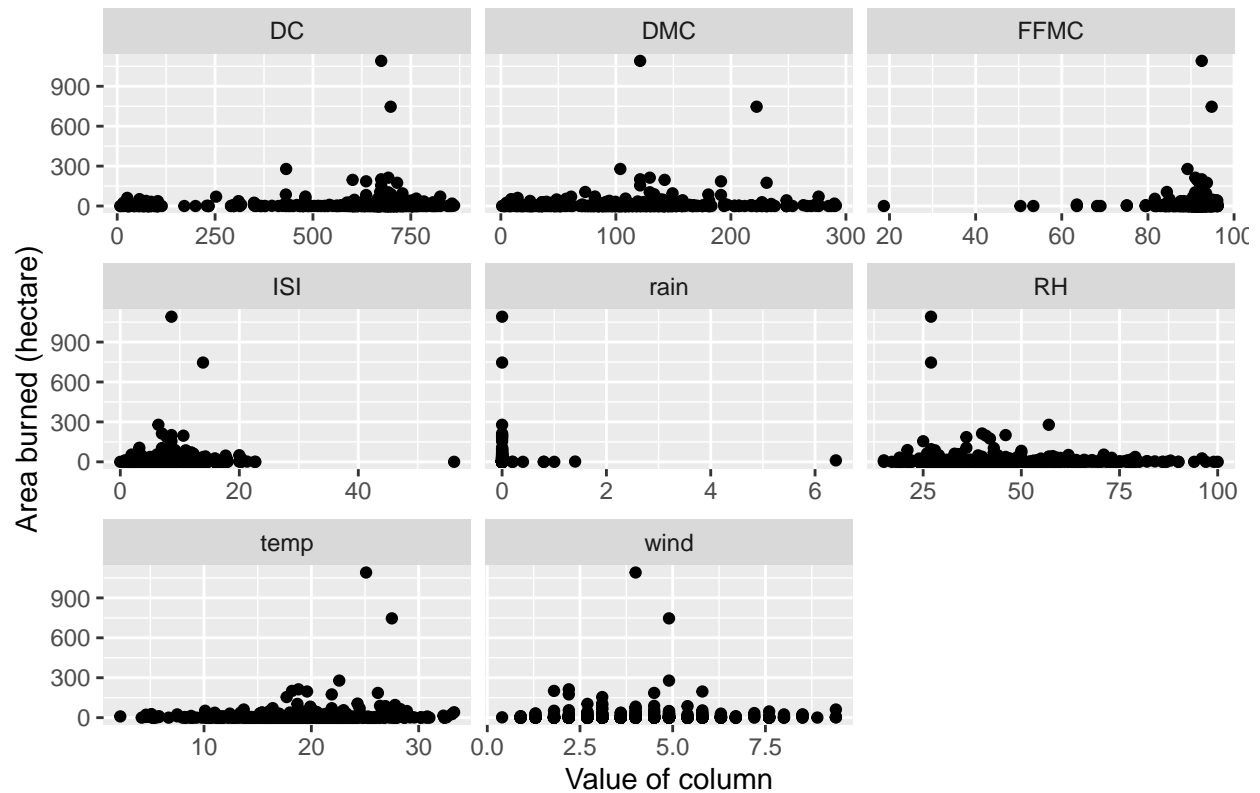 DC DMC FFMC
900
600
300
0
0 250 500 750 0 100 200 300 20 40 60 80 100
ISI rain RH
900
600
300
0
0 20 40 0 2 4 6 25 50 75 100
temp wind
900
600
300
0
10 20 30 0.0 2.5 5.0 7.5
Area burned (hectare)
Value of column